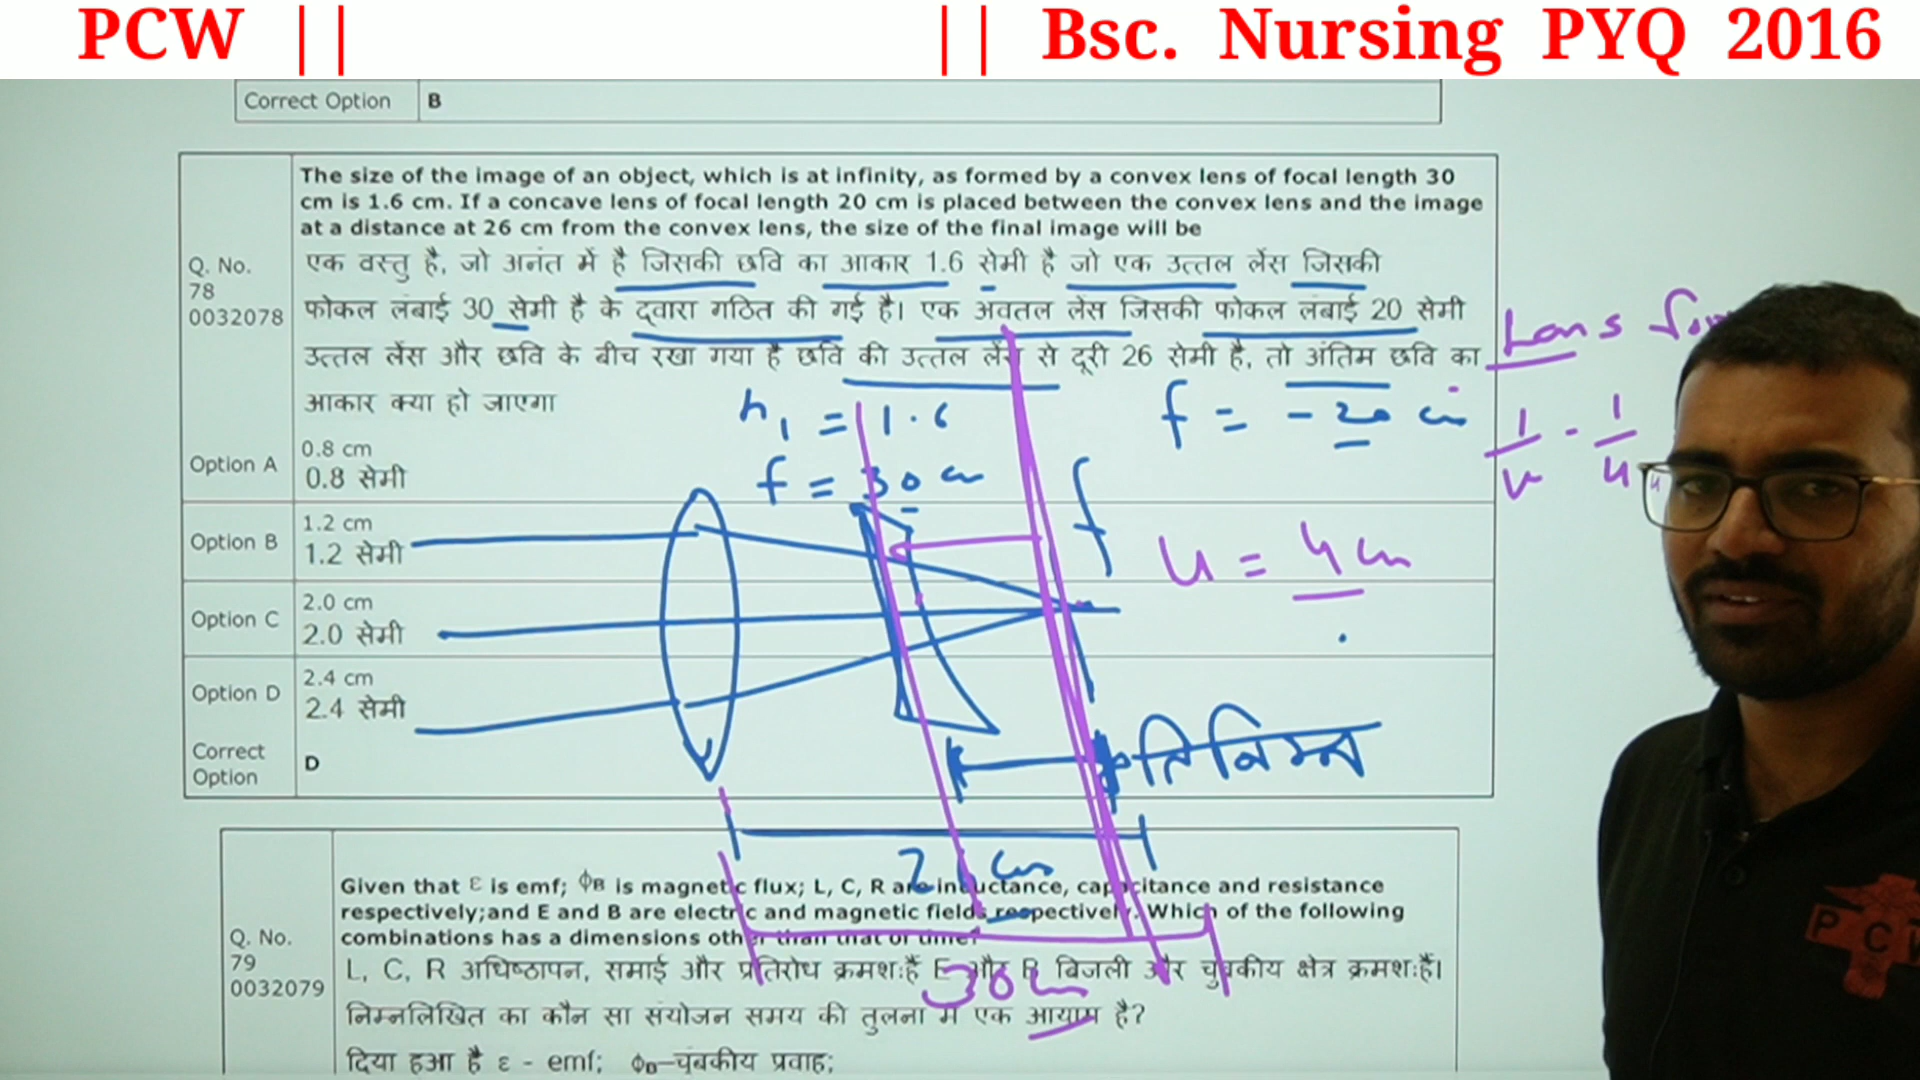 PCW || || Bsc. Nursing PYQ 2016
Correct Option B
The size of the image of an object, which is at infinity, as formed by a convex lens of focal length 30
cm is 1.6 cm. If a concave lens of focal length 20 cm is placed between the convex lens and the image
at a distance at 26 cm from the convex lens, the size of the final image will be
Q. No.
78
0032078
एक वस्तु है, जो अनंत में है जिसकी छवि का आकार 1.6 सेमी है जो एक उत्तल लेंस जिसकी
फोकल लंबाई 30 सेमी है के द्वारा गठित की गई है। एक अवतल लेंस जिसकी फोकल लंबाई 20 सेमी
उत्तल लेंस और छवि के बीच रखा गया है छवि की उत्तल लेंस से दूरी 26 सेमी है, तो अंतिम छवि का
आकार क्या हो जाएगा
Lens
h₁ = 1.6
f = 30 cm
f = - 20 cm
1/v - 1/u
f
u = 4 cm
Option A
0.8 cm
0.8 सेमी
Option B
1.2 cm
1.2 सेमी
Option C
2.0 cm
2.0 सेमी
Option D
2.4 cm
2.4 सेमी
Correct
Option
D
प्रतिबिम्ब
cm
30 cm
Given that ε is emf; ΦB is magnetic flux; L, C, R are inductance, capacitance and resistance
respectively;and E and B are electric and magnetic fields respectively. Which of the following
combinations has a dimensions other than that of time?
Q. No.
79
0032079
L, C, R अधिष्ठापन, समाई और प्रतिरोध क्रमशःहैं E और B बिजली और चुंबकीय क्षेत्र क्रमशःहैं।
निम्नलिखित का कौन सा संयोजन समय की तुलना में एक आयाम है?
दिया हुआ है ε - emf; ΦB–चुंबकीय प्रवाह;
PCW